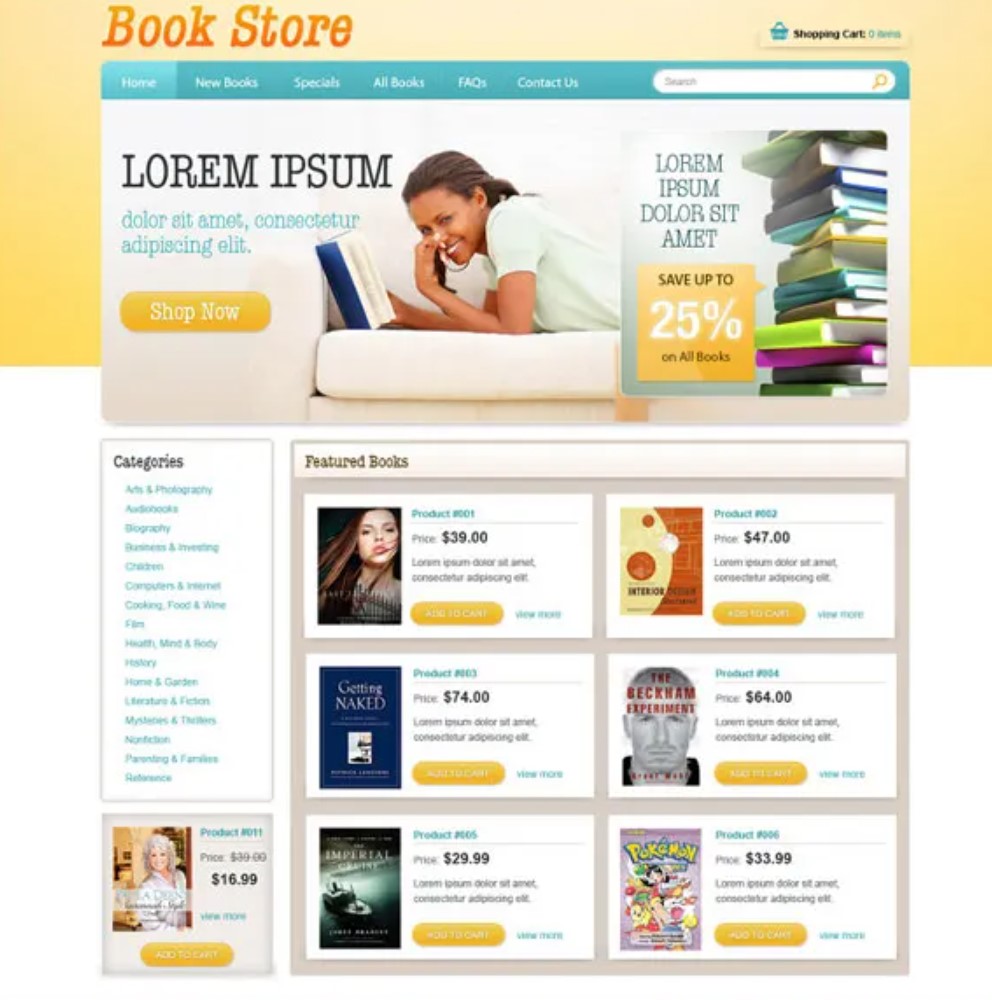 Book Store
Shopping Cart: 0 items
Home New Books Specials All Books FAQs Contact Us Search
LOREM IPSUM
dolor sit amet, consectetur
adipiscing elit.
Shop Now
LOREM
IPSUM
DOLOR SIT
AMET
SAVE UP TO
25%
on All Books
Categories
Arts & Photography
Audiobooks
Biography
Business & Investing
Children
Computers & Internet
Cooking, Food & Wine
Film
Health, Mind & Body
History
Home & Garden
Literature & Fiction
Mysteries & Thrillers
Nonfiction
Parenting & Families
Reference
Product #011
Price: $39.00
$16.99
view more
ADD TO CART
Featured Books
Product #001
Price: $39.00
Lorem ipsum dolor sit amet,
consectetur adipiscing elit.
ADD TO CART view more
INTERIOR DESIGN
Product #002
Price: $47.00
Lorem ipsum dolor sit amet,
consectetur adipiscing elit.
ADD TO CART view more
Getting
NAKED
Product #003
Price: $74.00
Lorem ipsum dolor sit amet,
consectetur adipiscing elit.
ADD TO CART view more
THE
BECKHAM
EXPERIMENT
Product #004
Price: $64.00
Lorem ipsum dolor sit amet,
consectetur adipiscing elit.
ADD TO CART view more
THE
IMPERIAL
CRUISE
JAMES BRADLEY
Product #005
Price: $29.99
Lorem ipsum dolor sit amet,
consectetur adipiscing elit.
ADD TO CART view more
POKéMON
Product #006
Price: $33.99
Lorem ipsum dolor sit amet,
consectetur adipiscing elit.
ADD TO CART view more